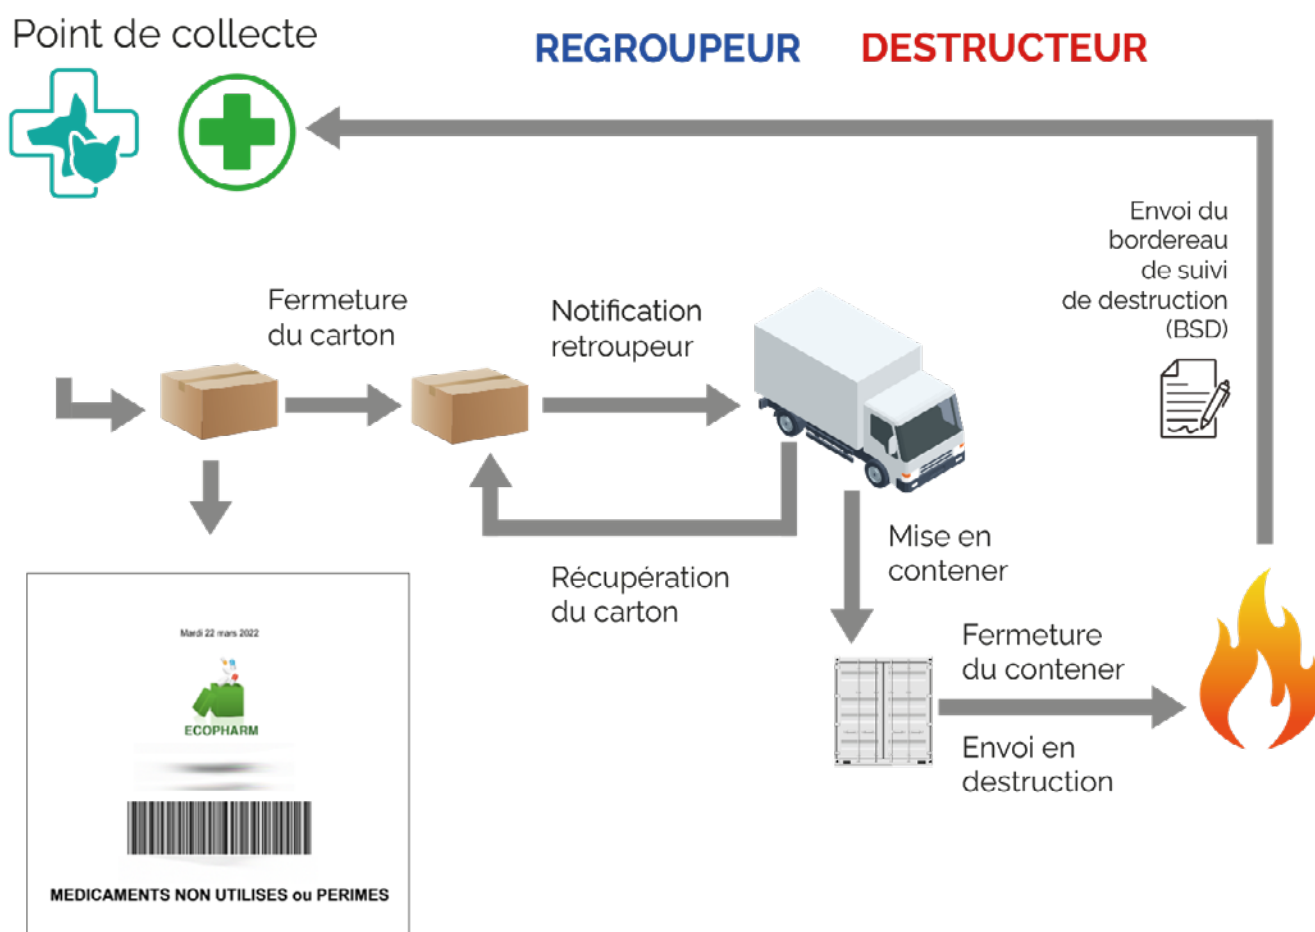 Point de collecte
REGROUPEUR
DESTRUCTEUR
Envoi du
bordereau
de suivi
de destruction
(BSD)
Fermeture
du carton
Notification
retroupeur
Récupération
du carton
Mise en
contener
Fermeture
du contener
Envoi en
destruction
Mardi 22 mars 2022
ECOPHARM
MEDICAMENTS NON UTILISES ou PERIMES